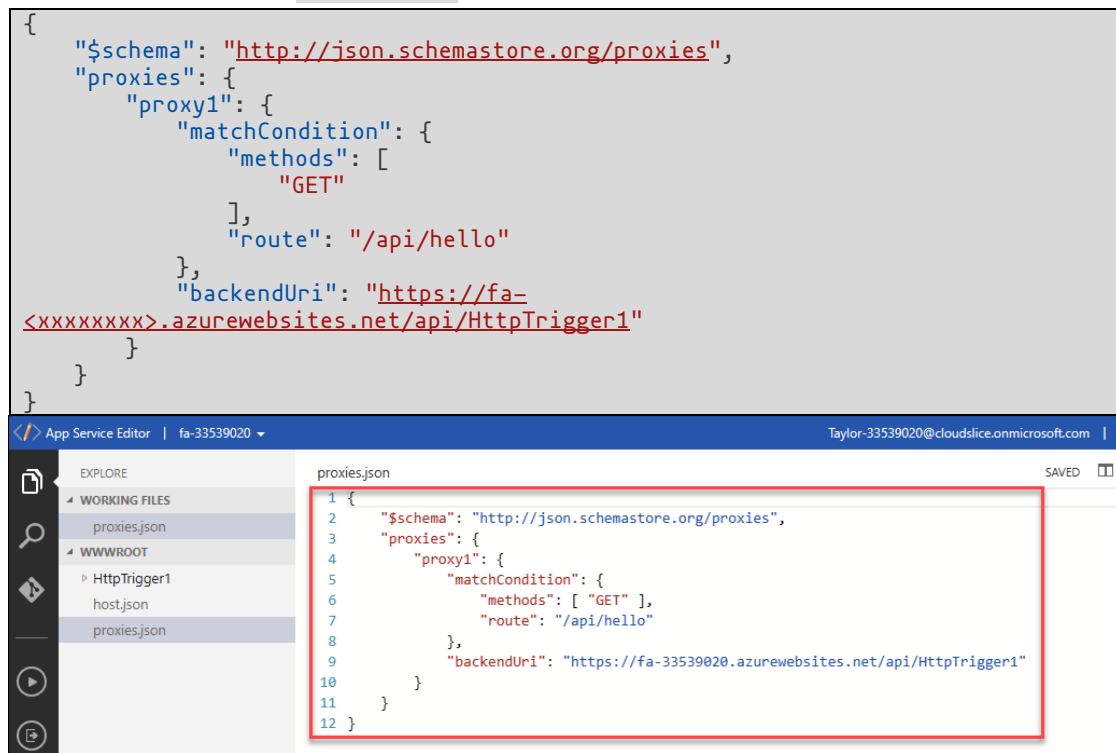 {
    "$schema": "http://json.schemastore.org/proxies",
    "proxies": {
        "proxy1": {
            "matchCondition": {
                "methods": [
                    "GET"
                ],
                "route": "/api/hello"
            },
            "backendUri": "https://fa-
<xxxxxxxx>.azurewebsites.net/api/HttpTrigger1"
        }
    }
}
App Service Editor | fa-33539020 Taylor-33539020@cloudslice.onmicrosoft.com |
EXPLORE
WORKING FILES
proxies.json
WWWROOT
HttpTrigger1
host.json
proxies.json
proxies.json SAVED
1 {
2     "$schema": "http://json.schemastore.org/proxies",
3     "proxies": {
4         "proxy1": {
5             "matchCondition": {
6                 "methods": [ "GET" ],
7                 "route": "/api/hello"
8             },
9             "backendUri": "https://fa-33539020.azurewebsites.net/api/HttpTrigger1"
10         }
11     }
12 }